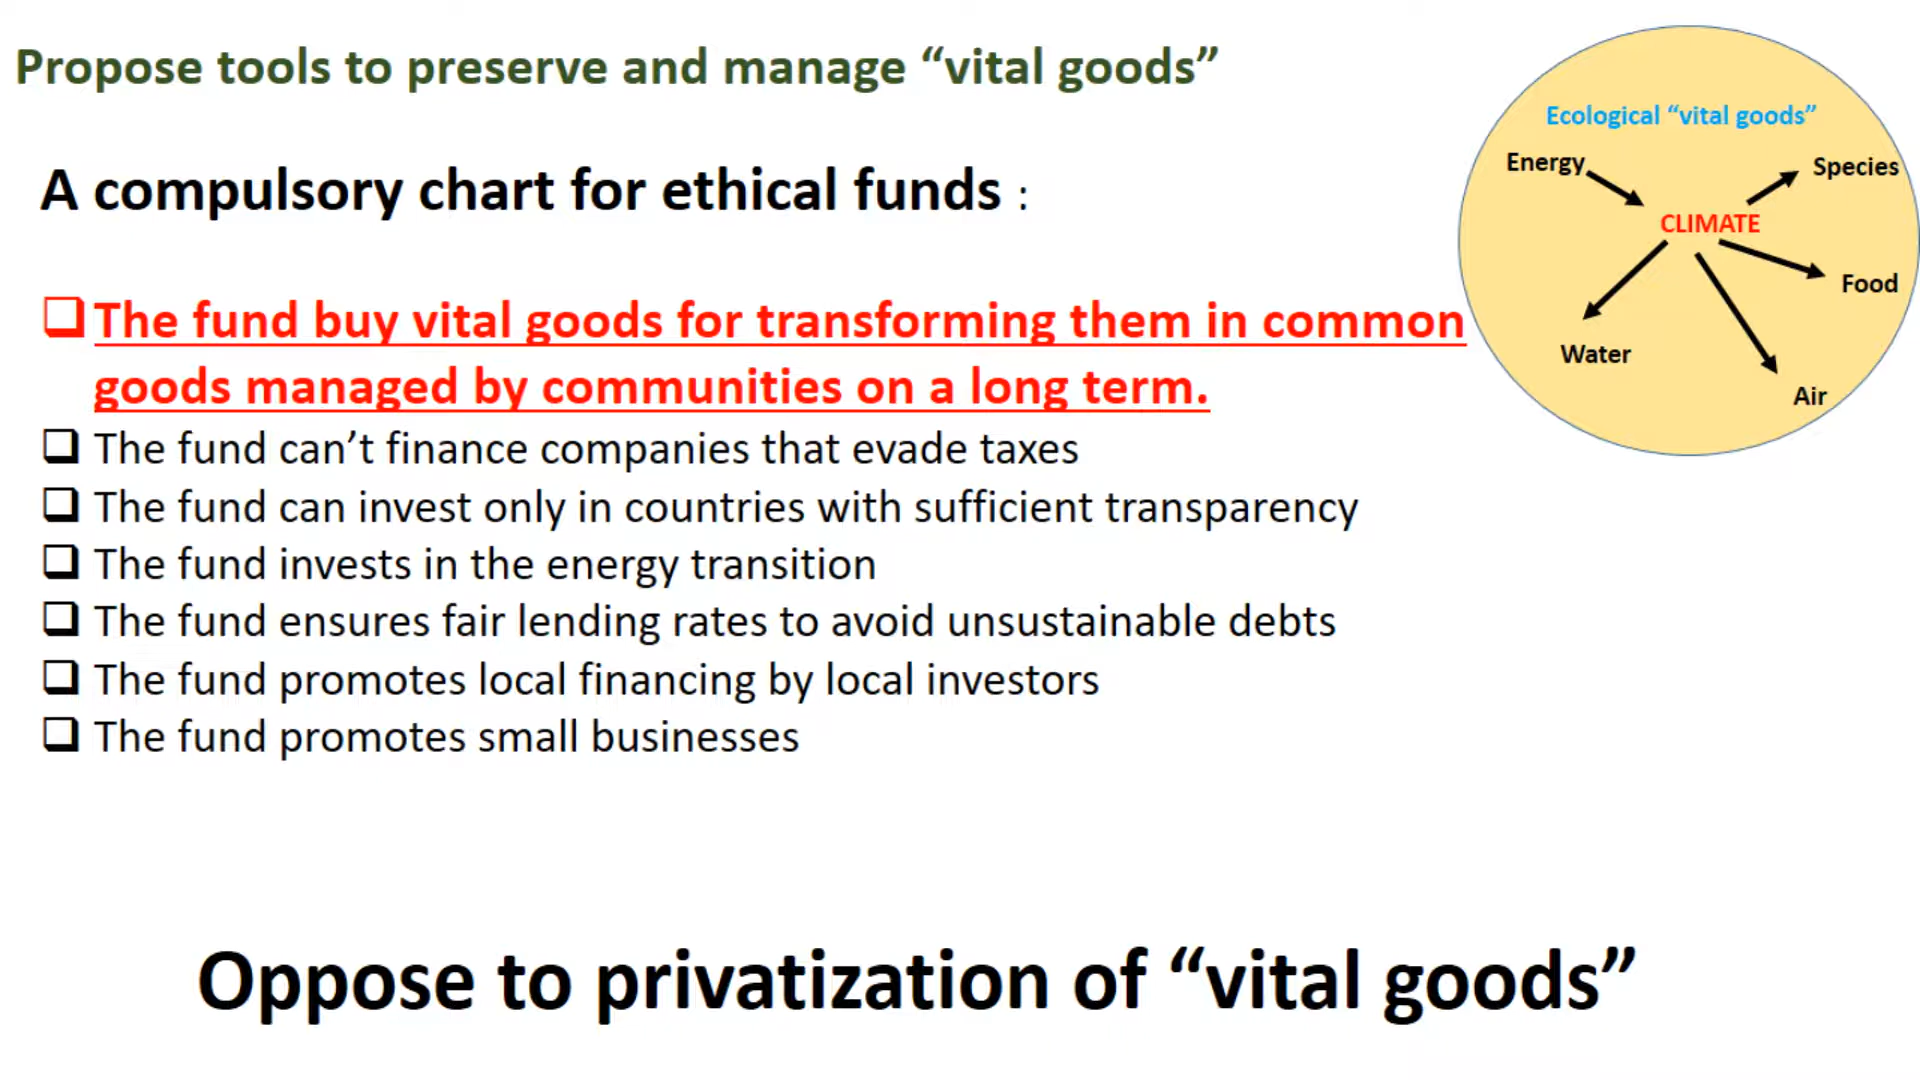 Propose tools to preserve and manage “vital goods”
A compulsory chart for ethical funds :
❑ The fund buy vital goods for transforming them in common
goods managed by communities on a long term.
❑ The fund can’t finance companies that evade taxes
❑ The fund can invest only in countries with sufficient transparency
❑ The fund invests in the energy transition
❑ The fund ensures fair lending rates to avoid unsustainable debts
❑ The fund promotes local financing by local investors
❑ The fund promotes small businesses
Oppose to privatization of “vital goods”
Ecological “vital goods”
Energy
Species
CLIMATE
Food
Water
Air